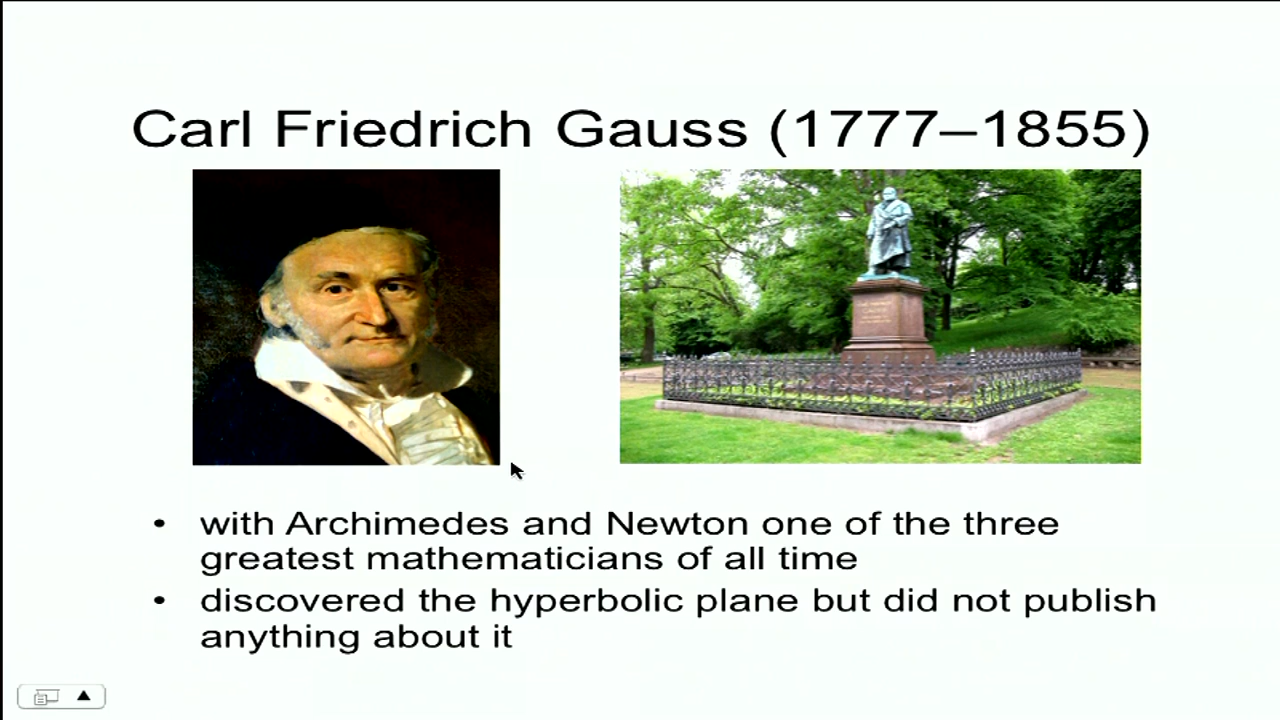 Carl Friedrich Gauss (1777–1855)
GAUSS
• with Archimedes and Newton one of the three
greatest mathematicians of all time
• discovered the hyperbolic plane but did not publish
anything about it